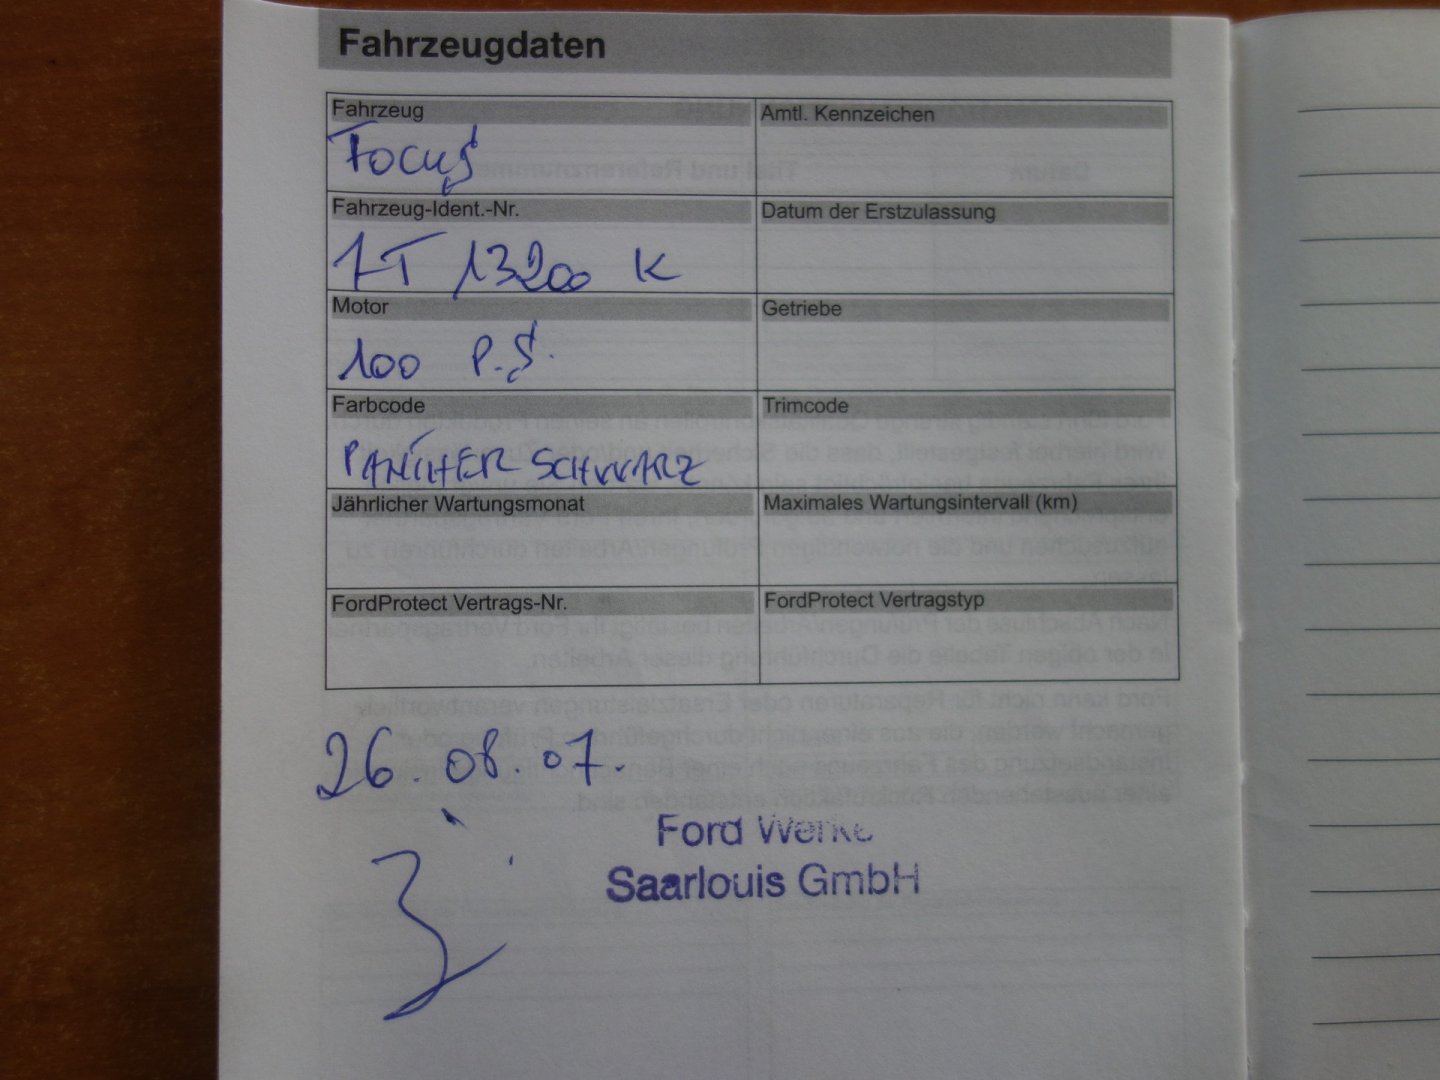 Fahrzeugdaten
Fahrzeug
Amtl. Kennzeichen
Focus
Fahrzeug-Ident.-Nr.
Datum der Erstzulassung
13200 K
Motor
Getriebe
100 P.S.
Farbcode
Trimcode
PANTHER SCHWARZ
Jährlicher Wartungsmonat
Maximales Wartungsintervall (km)
FordProtect Vertrags-Nr.
FordProtect Vertragstyp
26.08.07.
Ford Werke
Saarlouis GmbH